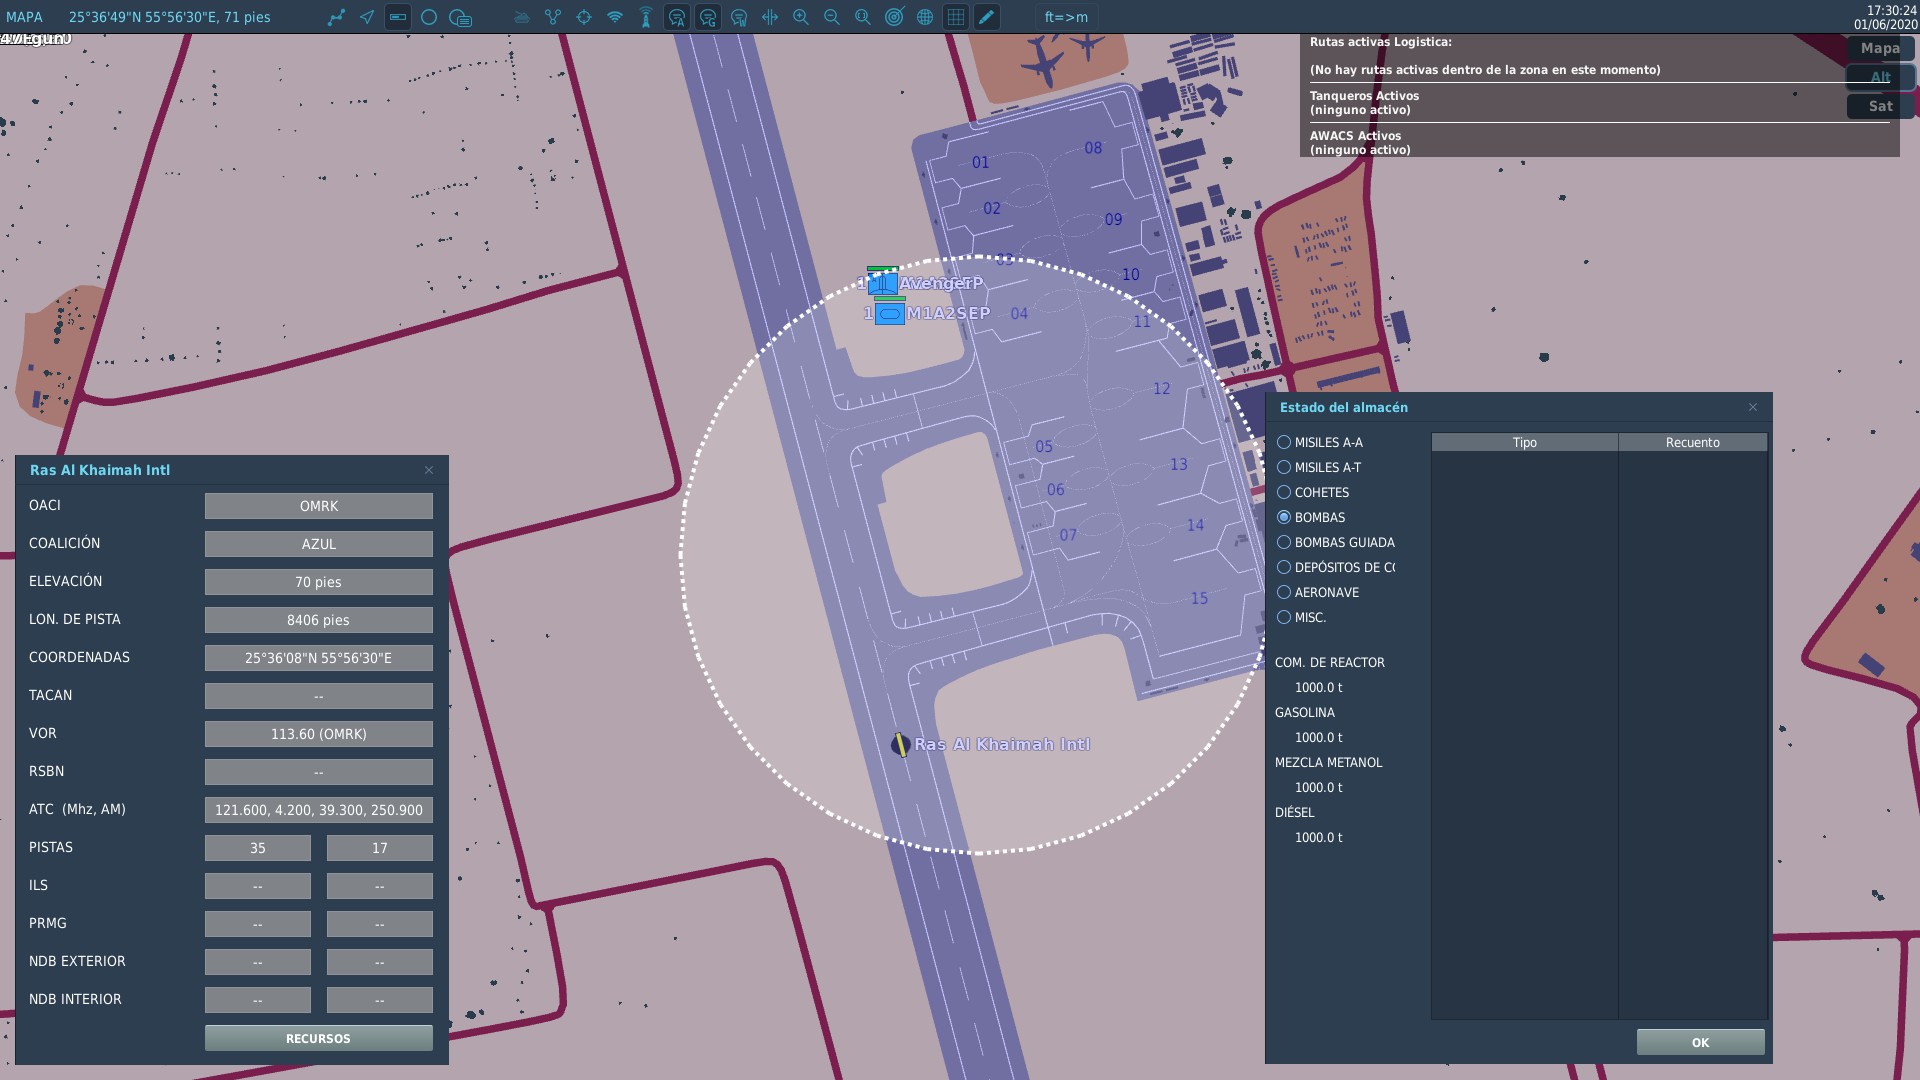 MAPA
25°36'49"N 55°56'30"E, 71 pies
ft=>m
17:30:24
01/06/2020
Rutas activas Logistica:
(No hay rutas activas dentro de la zona en este momento)
Tanqueros Activos
(ninguno activo)
AWACS Activos
(ninguno activo)
Mapa
Alt
Sat
01
08
02
09
03
10
Avenger
04
1
M1A2SEP
11
12
05
13
06
14
07
15
Ras Al Khaimah Intl
Ras Al Khaimah Intl
OACI
OMRK
COALICIÓN
AZUL
ELEVACIÓN
70 pies
LON. DE PISTA
8406 pies
COORDENADAS
25°36'08"N 55°56'30"E
TACAN
--
VOR
113.60 (OMRK)
RSBN
--
ATC (Mhz, AM)
121.600, 4.200, 39.300, 250.900
PISTAS
35
17
ILS
--
--
PRMG
--
--
NDB EXTERIOR
--
--
NDB INTERIOR
--
--
RECURSOS
Estado del almacén
MISILES A-A
MISILES A-T
COHETES
BOMBAS
BOMBAS GUIADA
DEPÓSITOS DE CO
AERONAVE
MISC.
COM. DE REACTOR
1000.0 t
GASOLINA
1000.0 t
MEZCLA METANOL
1000.0 t
DIÉSEL
1000.0 t
Tipo
Recuento
OK